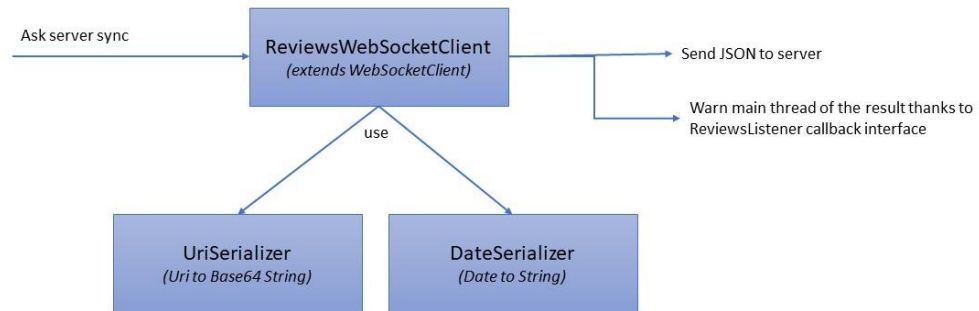 Ask server sync
ReviewsWebSocketClient
(extends WebSocketClient)
Send JSON to server
Warn main thread of the result thanks to
ReviewsListener callback interface
use
UriSerializer
(Uri to Base64 String)
DateSerializer
(Date to String)